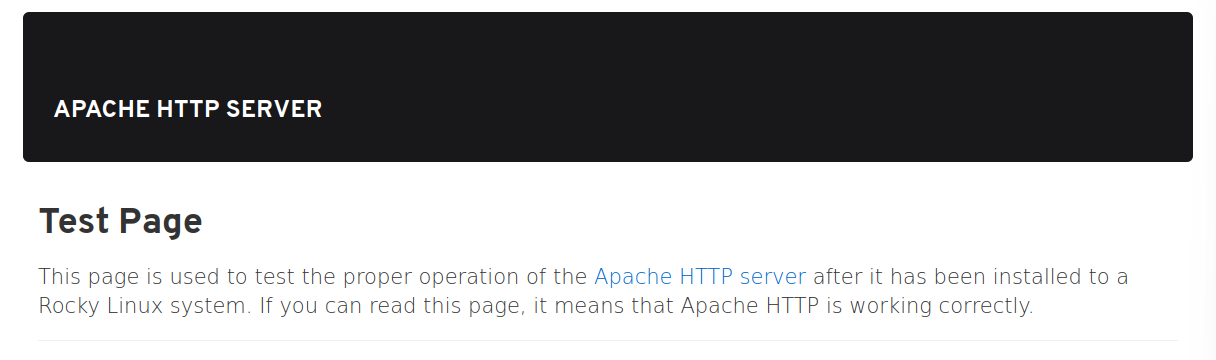 APACHE HTTP SERVER
Test Page
This page is used to test the proper operation of the Apache HTTP server after it has been installed to a
Rocky Linux system. If you can read this page, it means that Apache HTTP is working correctly.